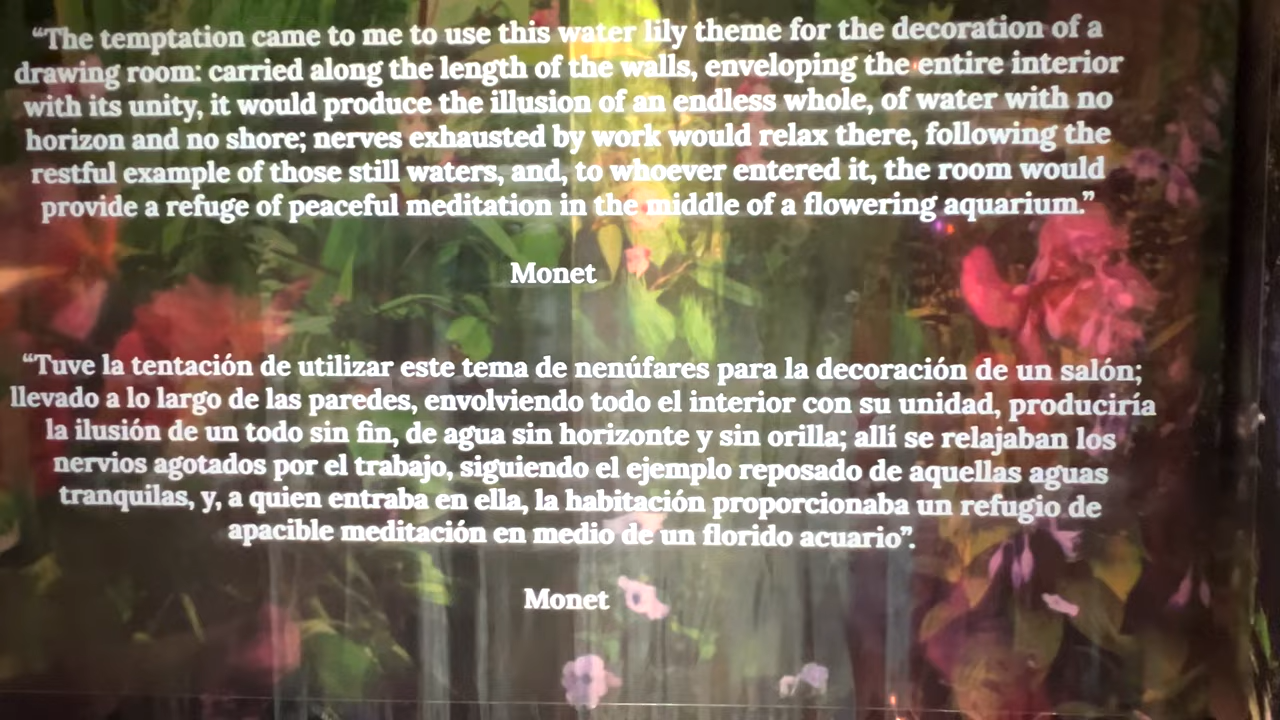 “The temptation came to me to use this water lily theme for the decoration of a
drawing room: carried along the length of the walls, enveloping the entire interior
with its unity, it would produce the illusion of an endless whole, of water with no
horizon and no shore; nerves exhausted by work would relax there, following the
restful example of those still waters, and, to whoever entered it, the room would
provide a refuge of peaceful meditation in the middle of a flowering aquarium.”
Monet
“Tuve la tentación de utilizar este tema de nenúfares para la decoración de un salón;
llevado a lo largo de las paredes, envolviendo todo el interior con su unidad, produciría
la ilusión de un todo sin fin, de agua sin horizonte y sin orilla; allí se relajaban los
nervios agotados por el trabajo, siguiendo el ejemplo reposado de aquellas aguas
tranquilas, y, a quien entraba en ella, la habitación proporcionaba un refugio de
apacible meditación en medio de un florido acuario”.
Monet